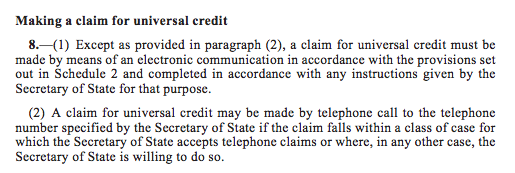 Making a claim for universal credit
8.—(1) Except as provided in paragraph (2), a claim for universal credit must be
made by means of an electronic communication in accordance with the provisions set
out in Schedule 2 and completed in accordance with any instructions given by the
Secretary of State for that purpose.
(2) A claim for universal credit may be made by telephone call to the telephone
number specified by the Secretary of State if the claim falls within a class of case for
which the Secretary of State accepts telephone claims or where, in any other case, the
Secretary of State is willing to do so.